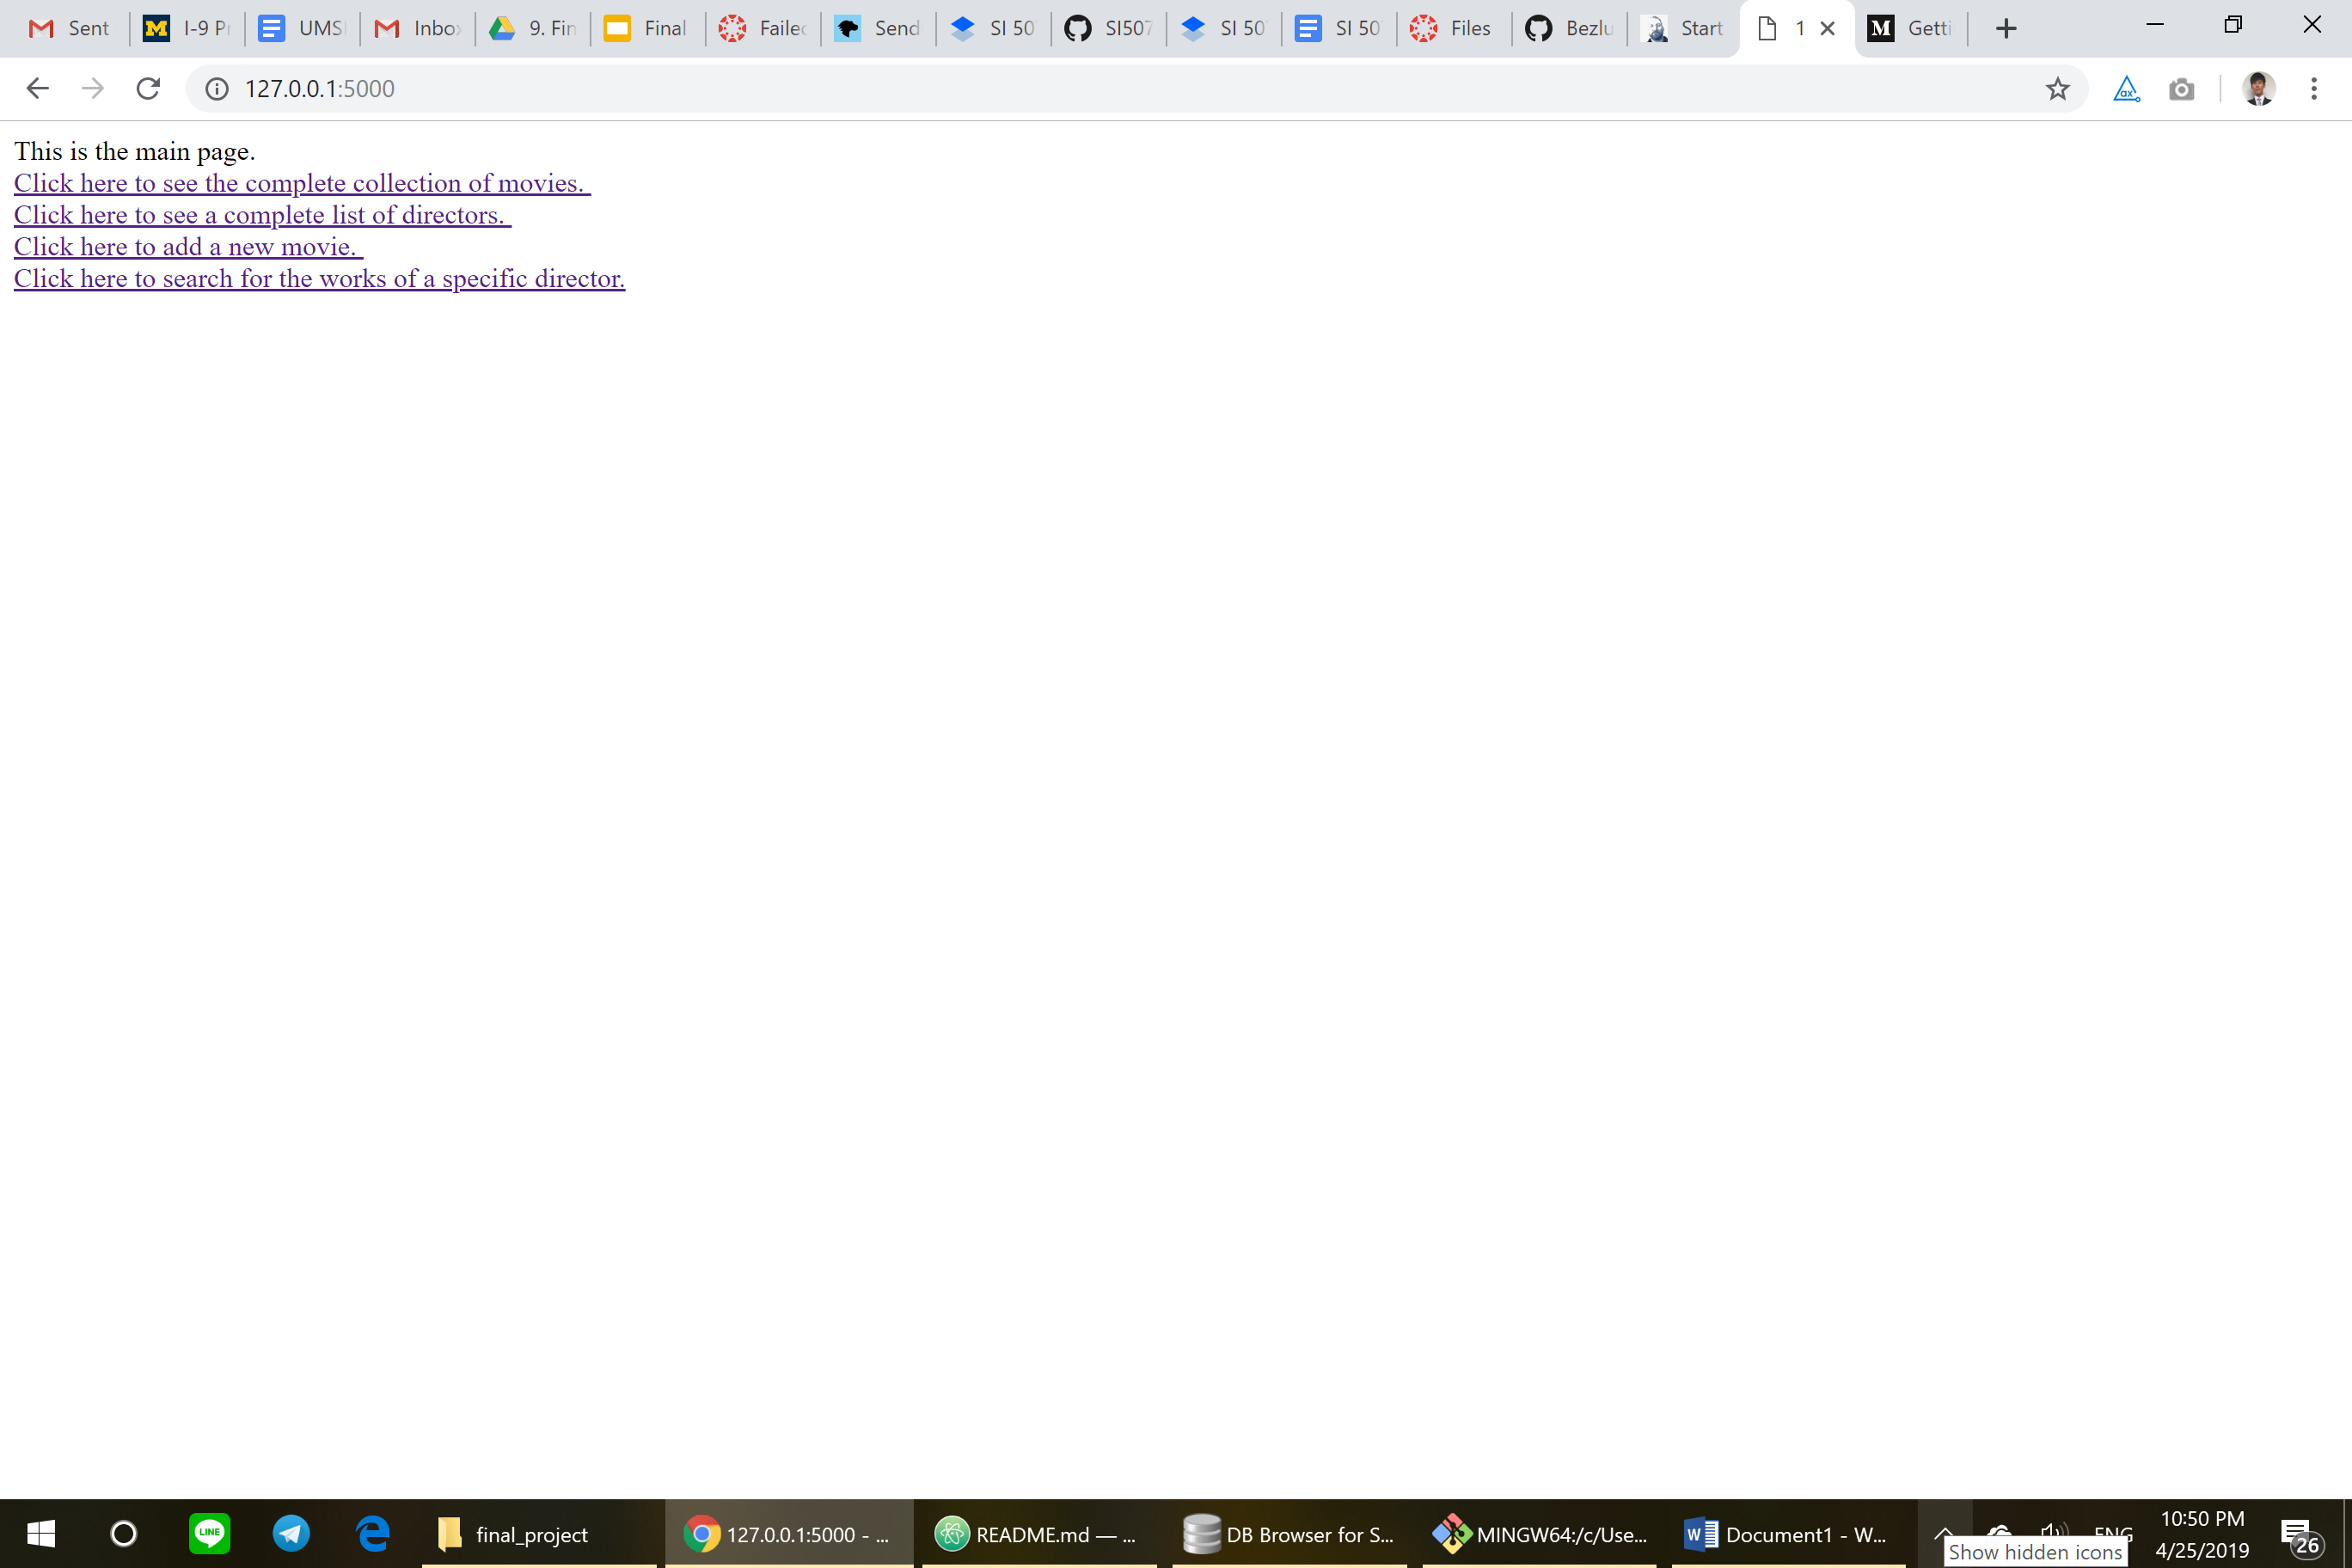 Sent
I-9 Pr
UMSI
Inbox
9. Fin
Final
Failed
Send
SI 50
SI507
SI 50
SI 50
Files
Bezlu
Start
1
Getti
127.0.0.1:5000
This is the main page.
Click here to see the complete collection of movies.
Click here to see a complete list of directors.
Click here to add a new movie.
Click here to search for the works of a specific director.
LINE
final_project
127.0.0.1:5000 - ...
README.md — ...
DB Browser for S...
MINGW64:/c/Use...
Document1 - W...
ENG
10:50 PM
4/25/2019
26
Show hidden icons